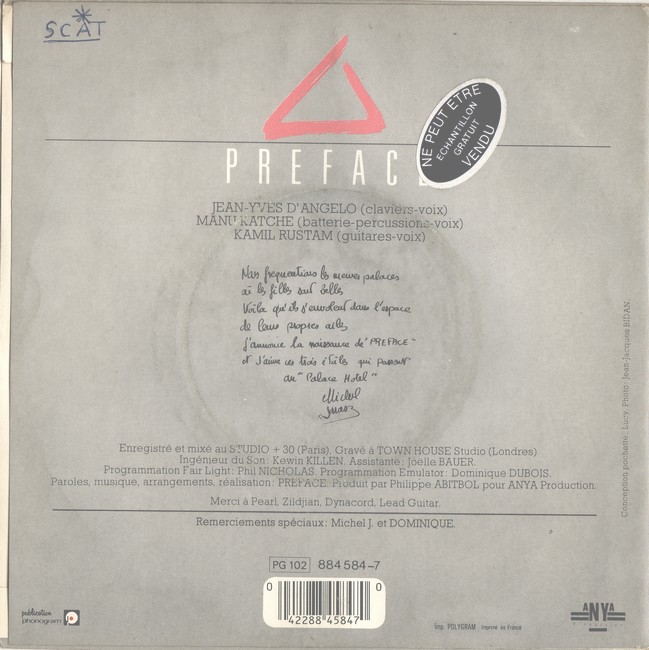 SCAT
NE PEUT ETRE
ECHANTILLON
GRATUIT
VENDU
PREFACE
JEAN-YVES D'ANGELO (claviers-voix)
MANU KATCHE (batterie-percussions-voix)
KAMIL RUSTAM (guitares-voix)
Nous fréquentions les mêmes palaces
où les filles sont belles
Voilà qu'ils s'envolent dans l'espace
de leurs propres ailes
J'annonce la naissance de "PREFACE"
et J'aime ces trois étoiles qui passent
au "Palace Hotel"
Michel
Jonasz
Enregistré et mixé au STUDIO + 30 (Paris), Gravé à TOWN HOUSE Studio (Londres)
Ingénieur du Son: Kewin KILLEN. Assistante: Joëlle BAUER.
Programmation Fair Light: Phil NICHOLAS. Programmation Emulator: Dominique DUBOIS.
Paroles, musique, arrangements, réalisation: PREFACE. Produit par Philippe ABITBOL pour ANYA Production.
Merci à Pearl, Zildjian, Dynacord, Lead Guitar.
Remerciements spéciaux: Michel J. et DOMINIQUE.
Conception pochette: Lucy. Photo: Jean-Jacques BIDAN.
PG 102 884 584-7
0 42288 45847 0
publication
phonogram
Imp. POLYGRAM Imprimé en France
ANYA